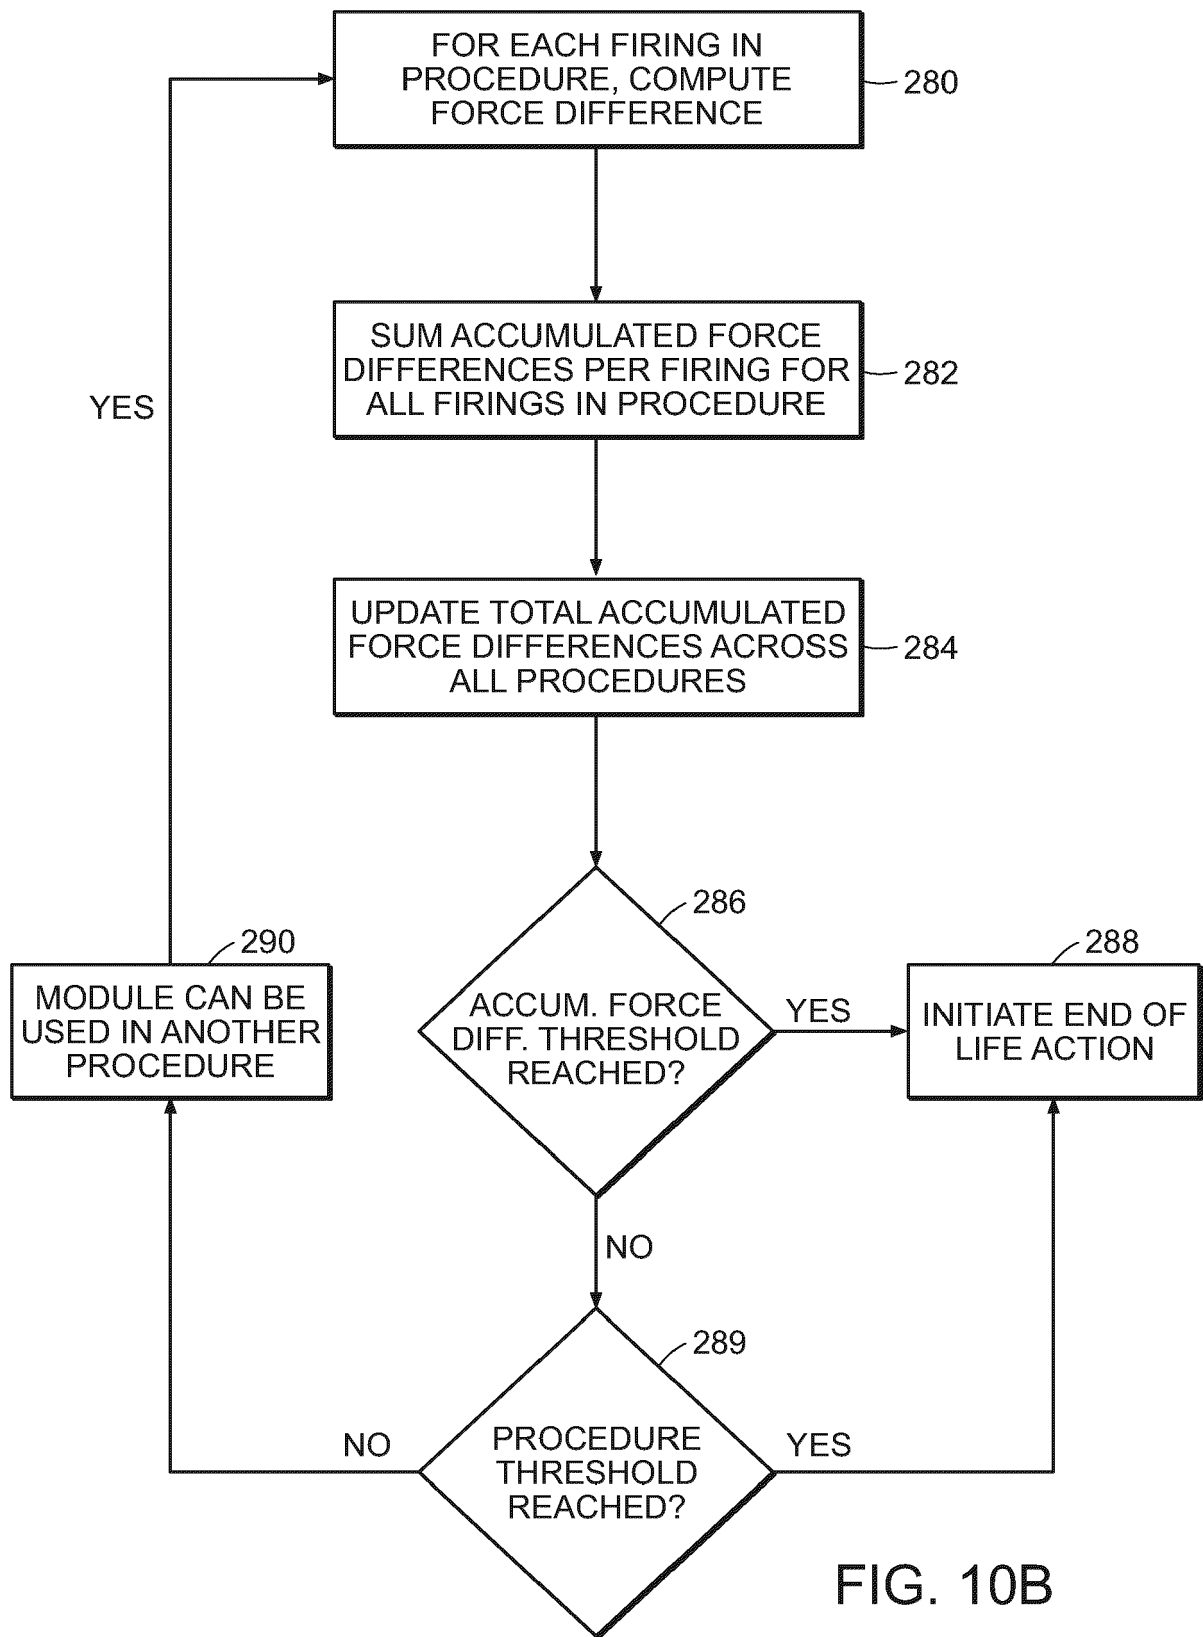 FOR EACH FIRING IN
PROCEDURE, COMPUTE
FORCE DIFFERENCE
280
SUM ACCUMULATED FORCE
DIFFERENCES PER FIRING FOR
ALL FIRINGS IN PROCEDURE
282
YES
UPDATE TOTAL ACCUMULATED
FORCE DIFFERENCES ACROSS
ALL PROCEDURES
284
286
290
MODULE CAN BE
USED IN ANOTHER
PROCEDURE
ACCUM. FORCE
DIFF. THRESHOLD
REACHED?
YES
288
INITIATE END OF
LIFE ACTION
NO
289
NO
PROCEDURE
THRESHOLD
REACHED?
YES
FIG. 10B